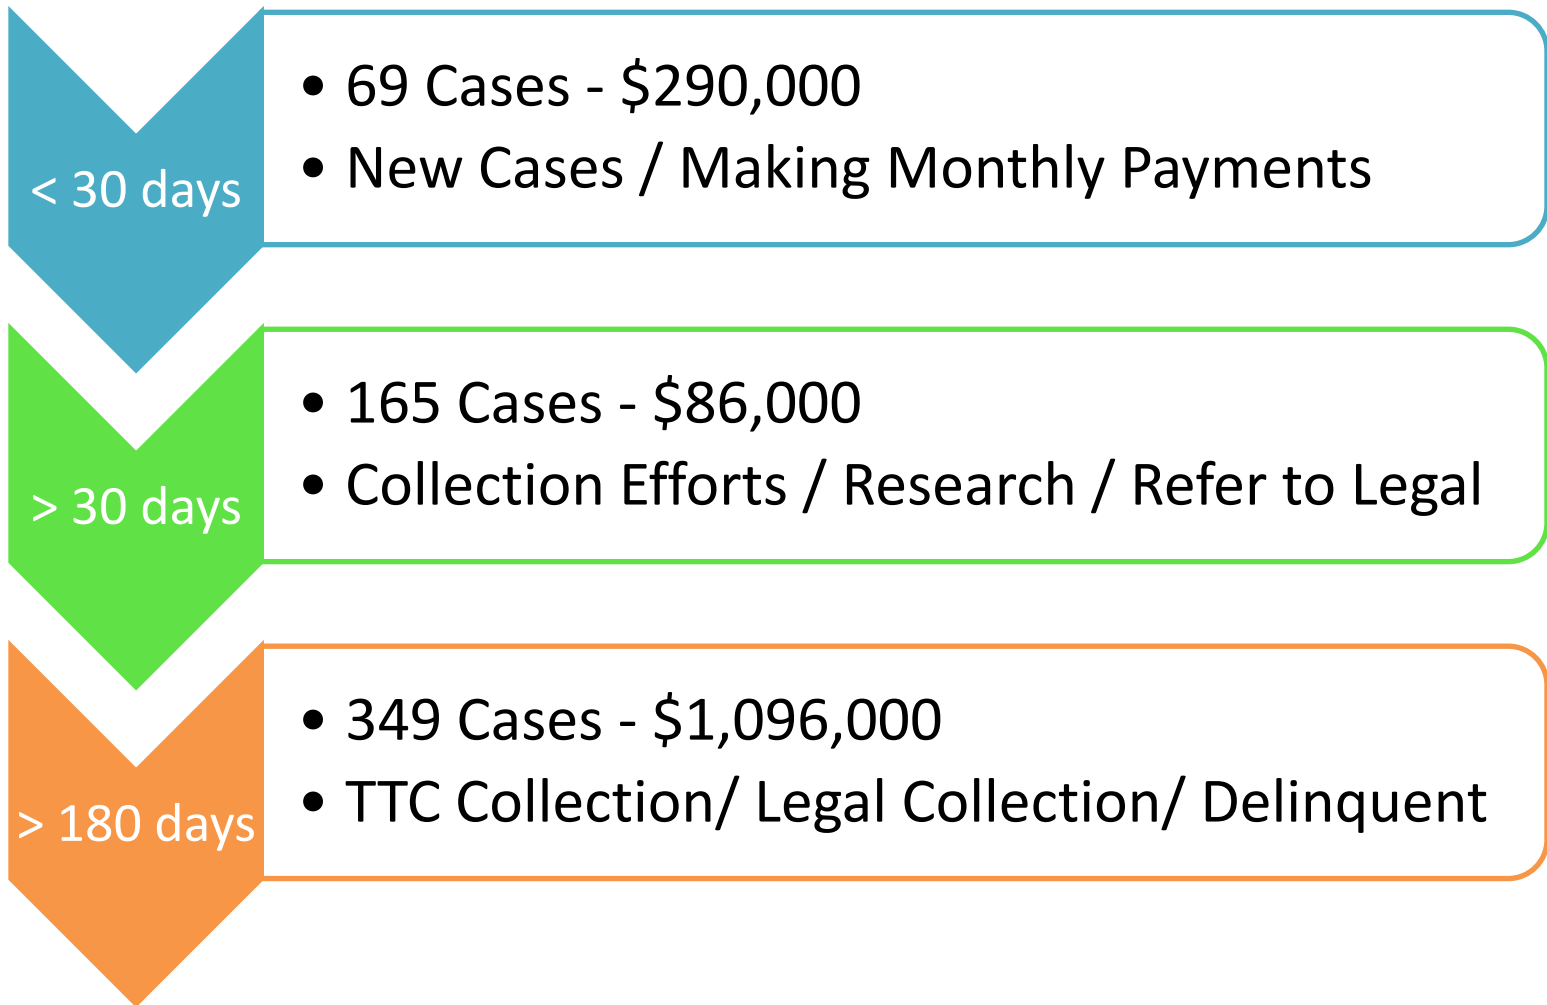 < 30 days
• 69 Cases - $290,000
• New Cases / Making Monthly Payments
> 30 days
• 165 Cases - $86,000
• Collection Efforts / Research / Refer to Legal
> 180 days
• 349 Cases - $1,096,000
• TTC Collection/ Legal Collection/ Delinquent